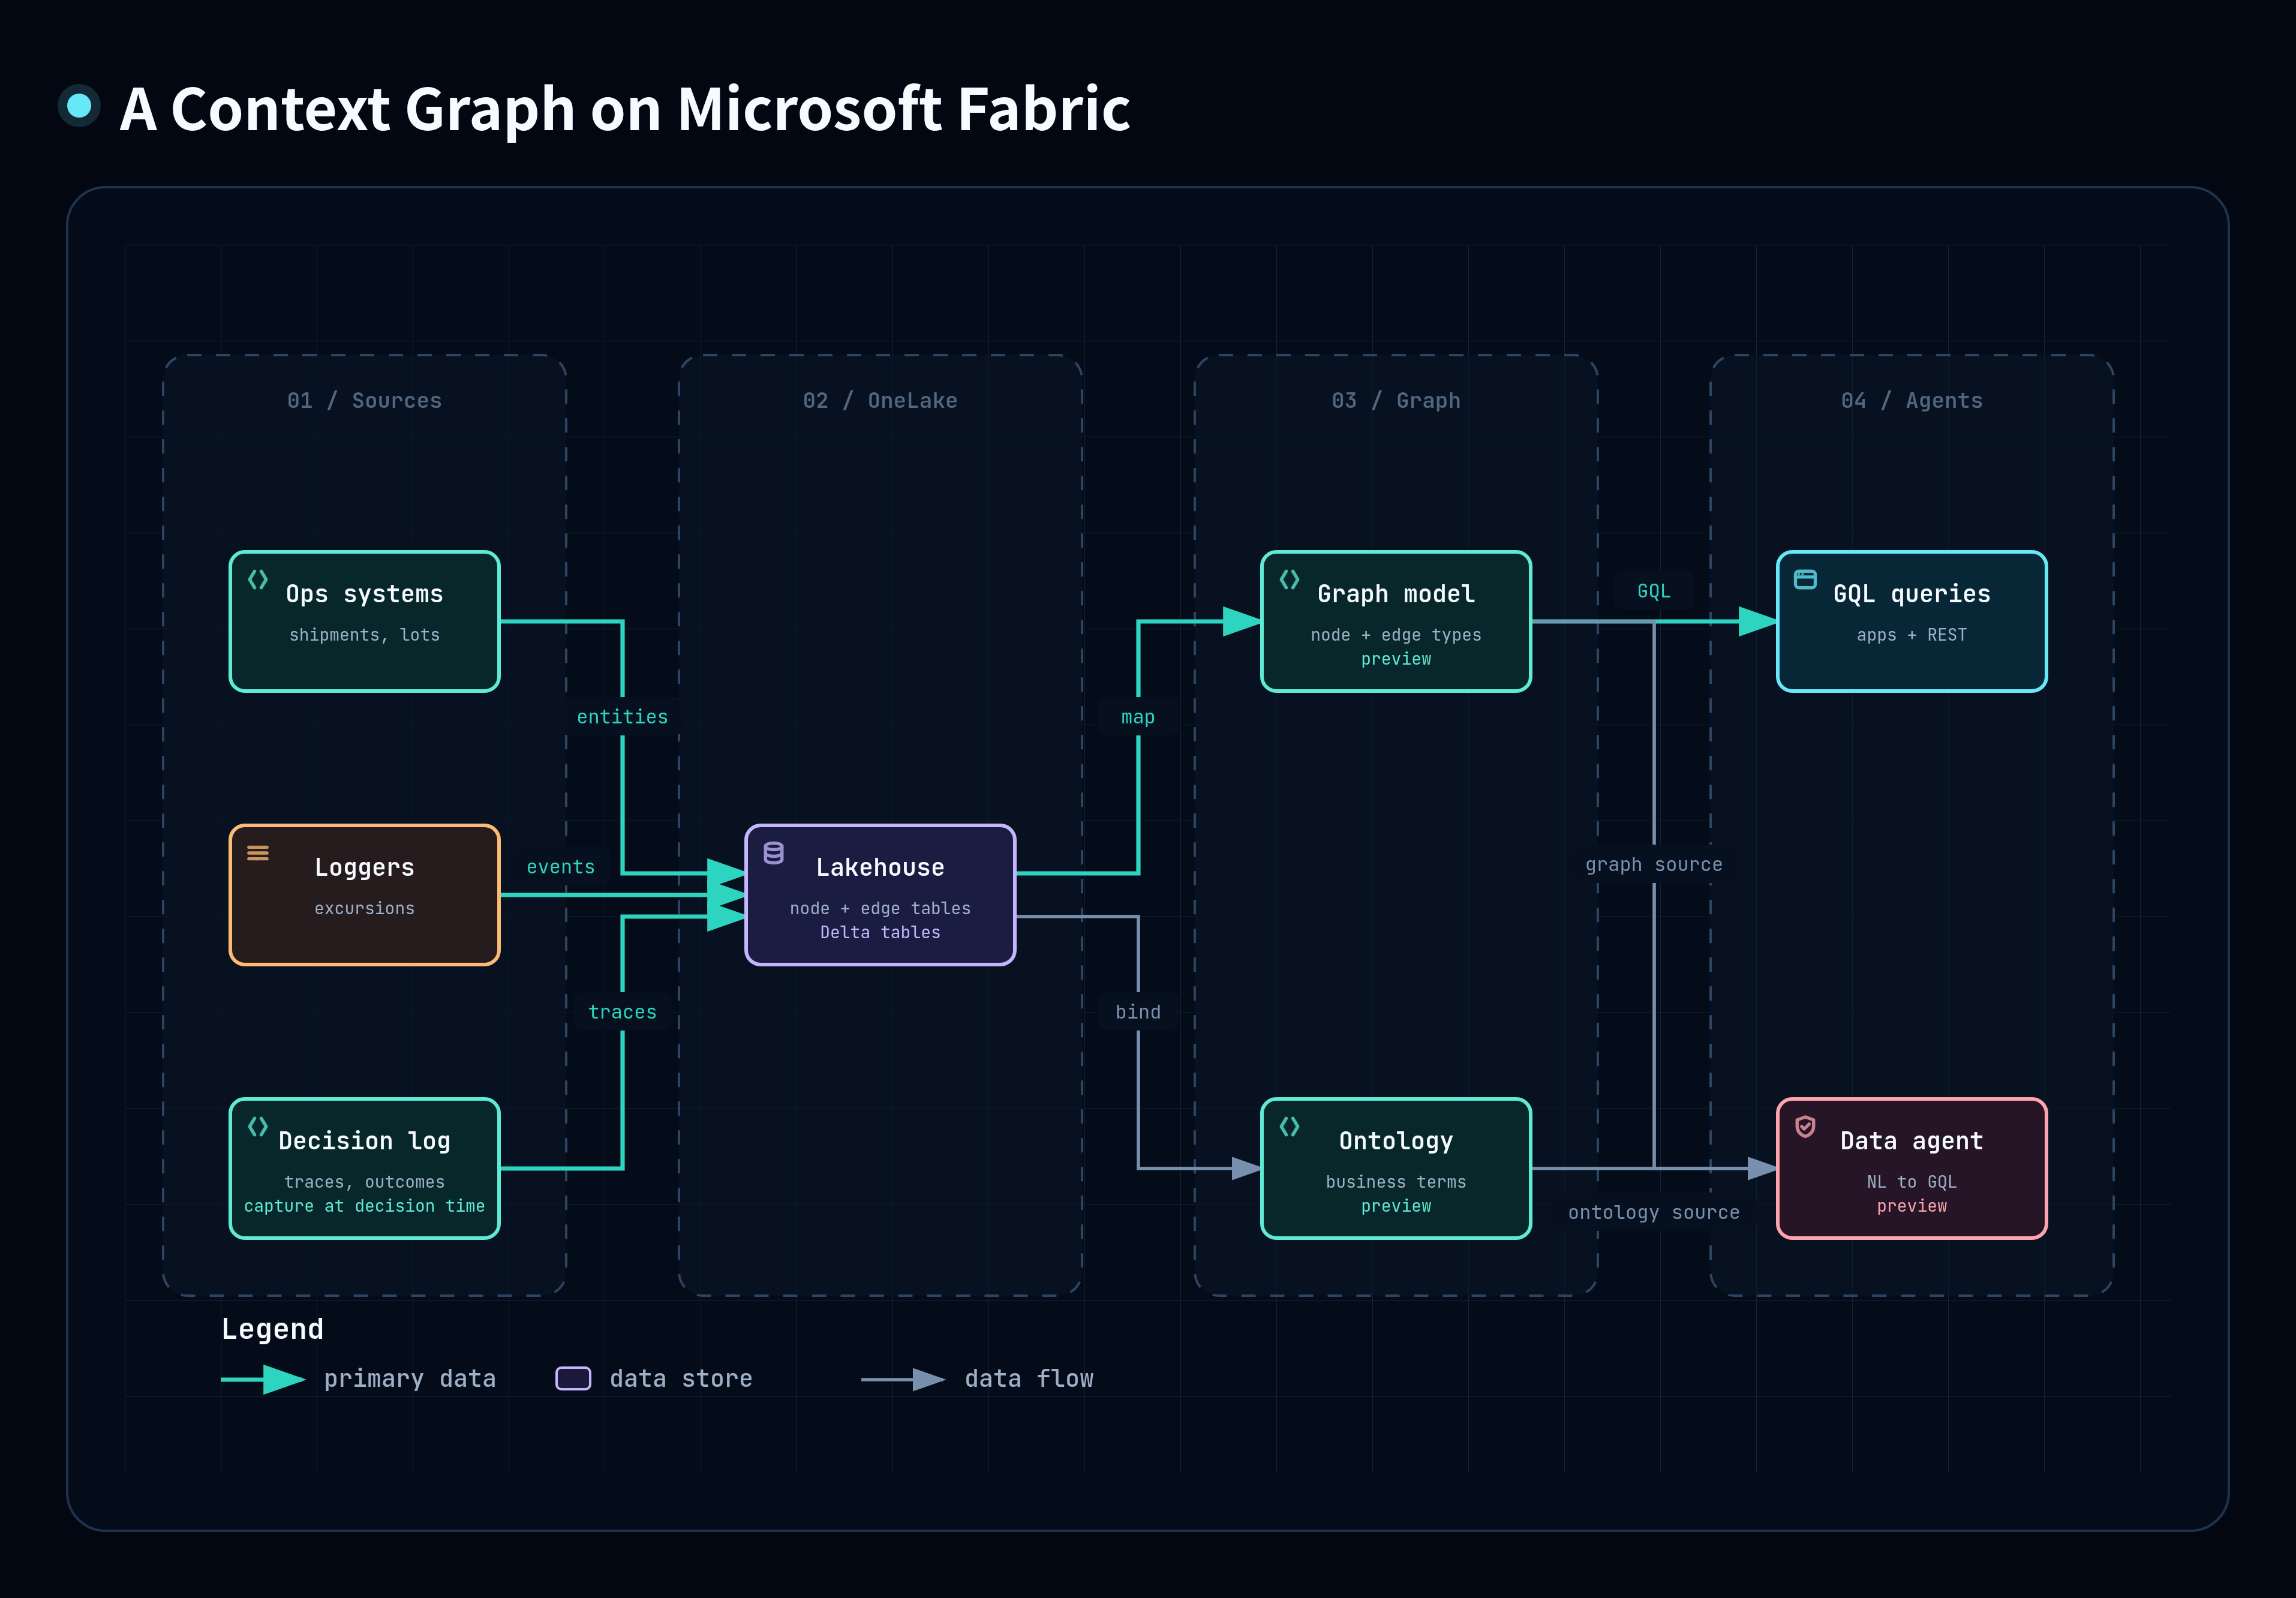 A Context Graph on Microsoft Fabric
01 / Sources
02 / OneLake
03 / Graph
04 / Agents
Ops systems
shipments, lots
Graph model
node + edge types
preview
GQL
GQL queries
apps + REST
entities
map
Loggers
excursions
events
Lakehouse
node + edge tables
Delta tables
graph source
traces
bind
Decision log
traces, outcomes
capture at decision time
Ontology
business terms
preview
ontology source
Data agent
NL to GQL
preview
Legend
primary data
data store
data flow